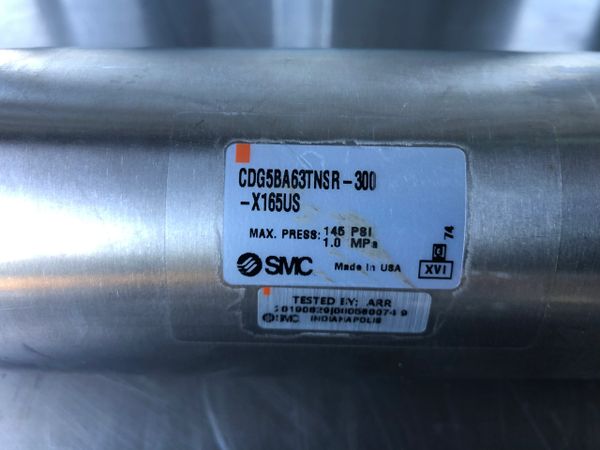 CDG5BA63TNSR-300
-X165US
MAX. PRESS: 145 PSI
1.0 MPa
74
SMC Made in USA XVI
TESTED BY: ARR
SMC INDIANAPOLIS